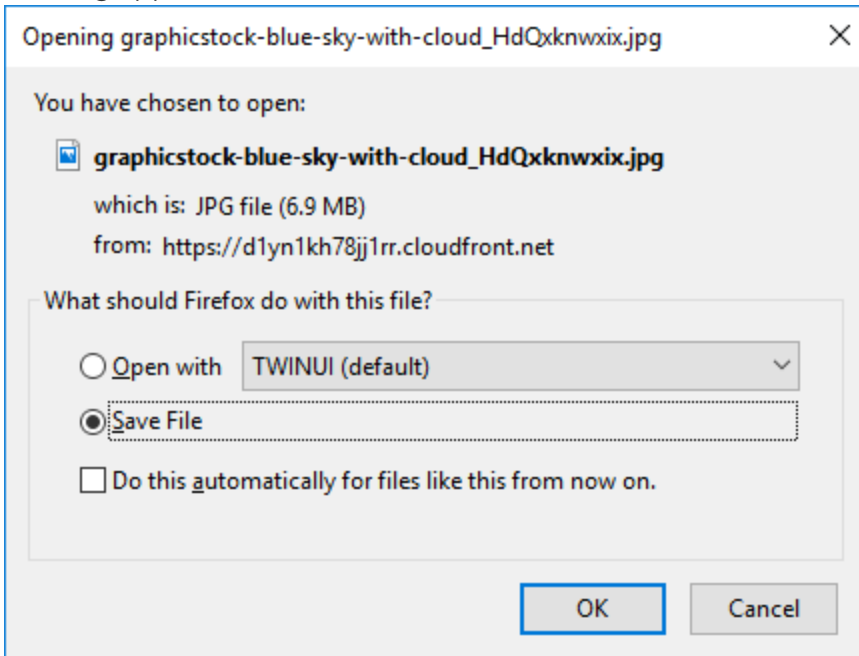 Opening graphicstock-blue-sky-with-cloud_HdQxknwxix.jpg
You have chosen to open:
graphicstock-blue-sky-with-cloud_HdQxknwxix.jpg
which is: JPG file (6.9 MB)
from: https://d1yn1kh78jj1rr.cloudfront.net
What should Firefox do with this file?
Open with TWINUI (default)
Save File
Do this automatically for files like this from now on.
OK Cancel